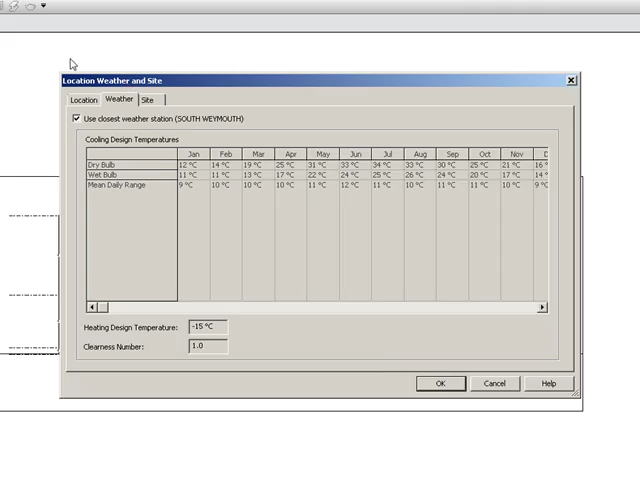 Location Weather and Site
Location Weather Site
Use closest weather station (SOUTH WEYMOUTH)
Cooling Design Temperatures
Jan Feb Mar Apr May Jun Jul Aug Sep Oct Nov D
Dry Bulb 12 °C 14 °C 19 °C 25 °C 31 °C 33 °C 34 °C 33 °C 30 °C 25 °C 21 °C 16 °
Wet Bulb 11 °C 11 °C 13 °C 17 °C 22 °C 24 °C 25 °C 26 °C 24 °C 20 °C 17 °C 14 °
Mean Daily Range 9 °C 10 °C 10 °C 10 °C 11 °C 12 °C 11 °C 10 °C 11 °C 11 °C 10 °C 9 °C
Heating Design Temperature: -15 °C
Clearness Number: 1.0
OK Cancel Help